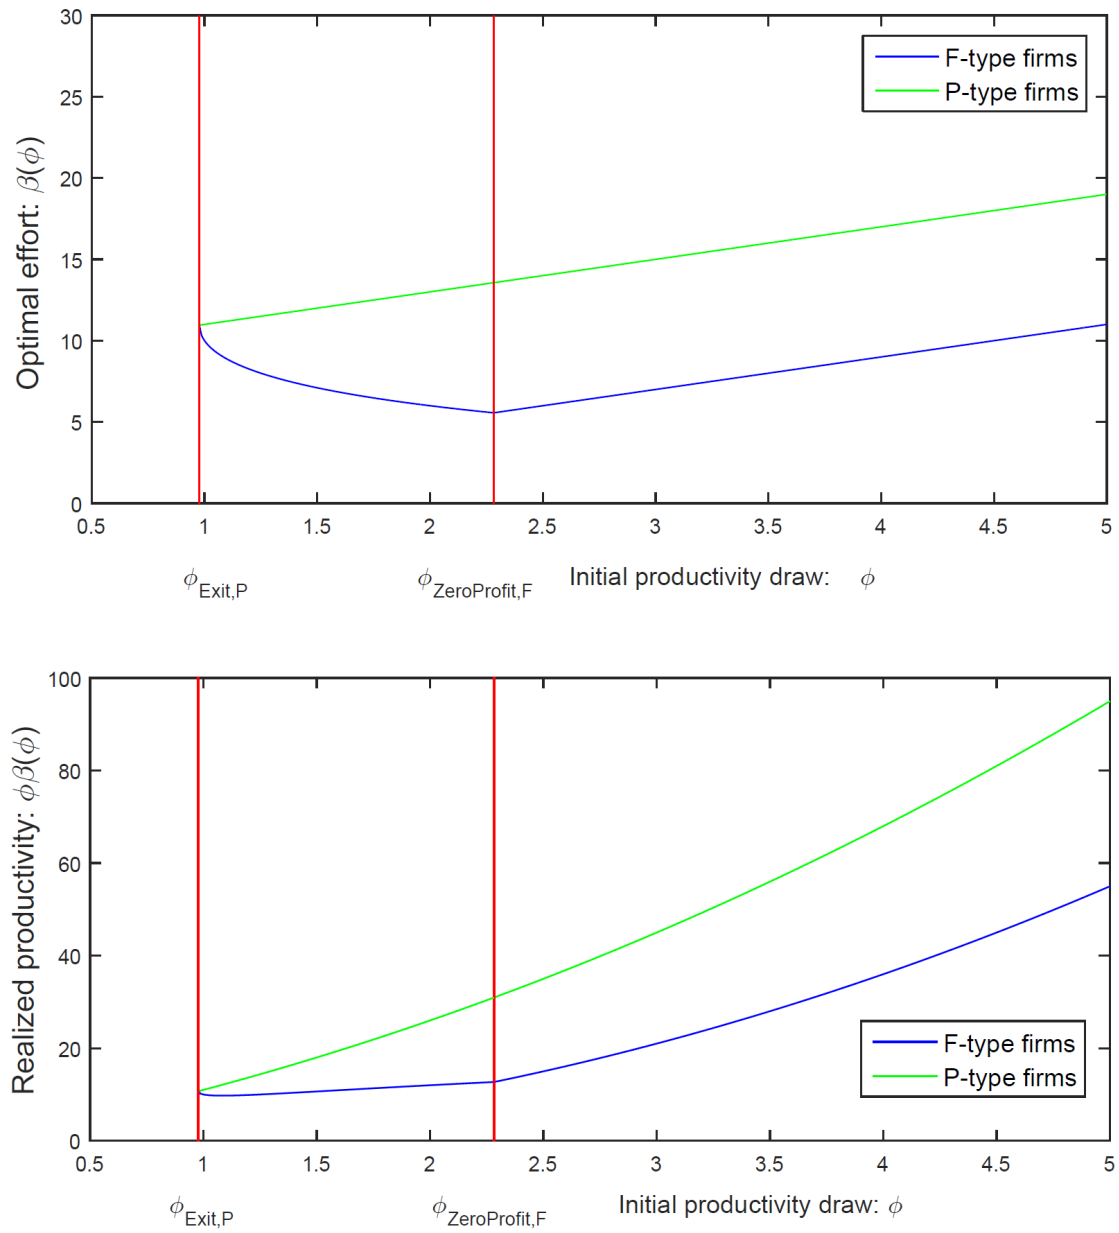 30
25
20
15
10
5
0
Optimal effort: β(ϕ)
F-type firms
P-type firms
0.5 1 1.5 2 2.5 3 3.5 4 4.5 5
ϕExit,P ϕZeroProfit,F Initial productivity draw: ϕ
100
80
60
40
20
0
Realized productivity: ϕβ(ϕ)
F-type firms
P-type firms
0.5 1 1.5 2 2.5 3 3.5 4 4.5 5
ϕExit,P ϕZeroProfit,F Initial productivity draw: ϕ